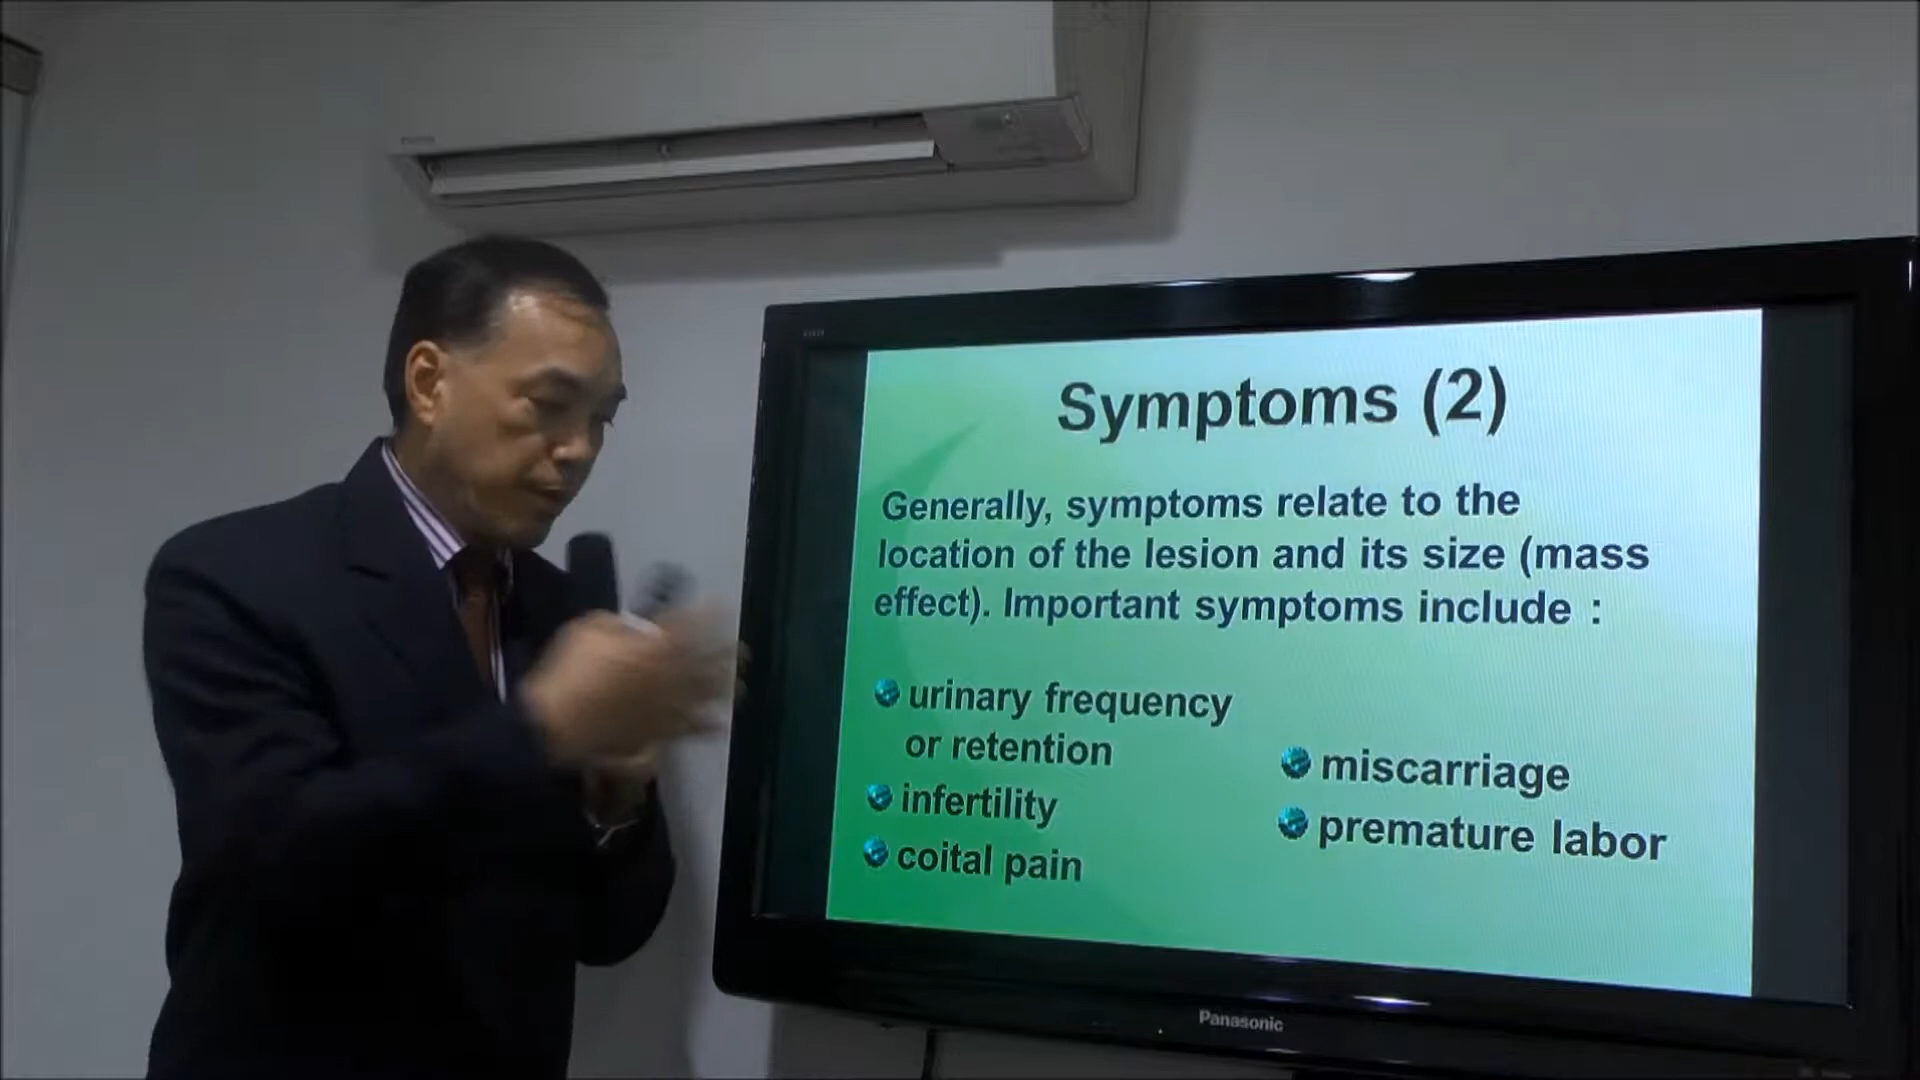 Symptoms (2)
Generally, symptoms relate to the
location of the lesion and its size (mass
effect). Important symptoms include :
urinary frequency
or retention
infertility
coital pain
miscarriage
premature labor
Panasonic